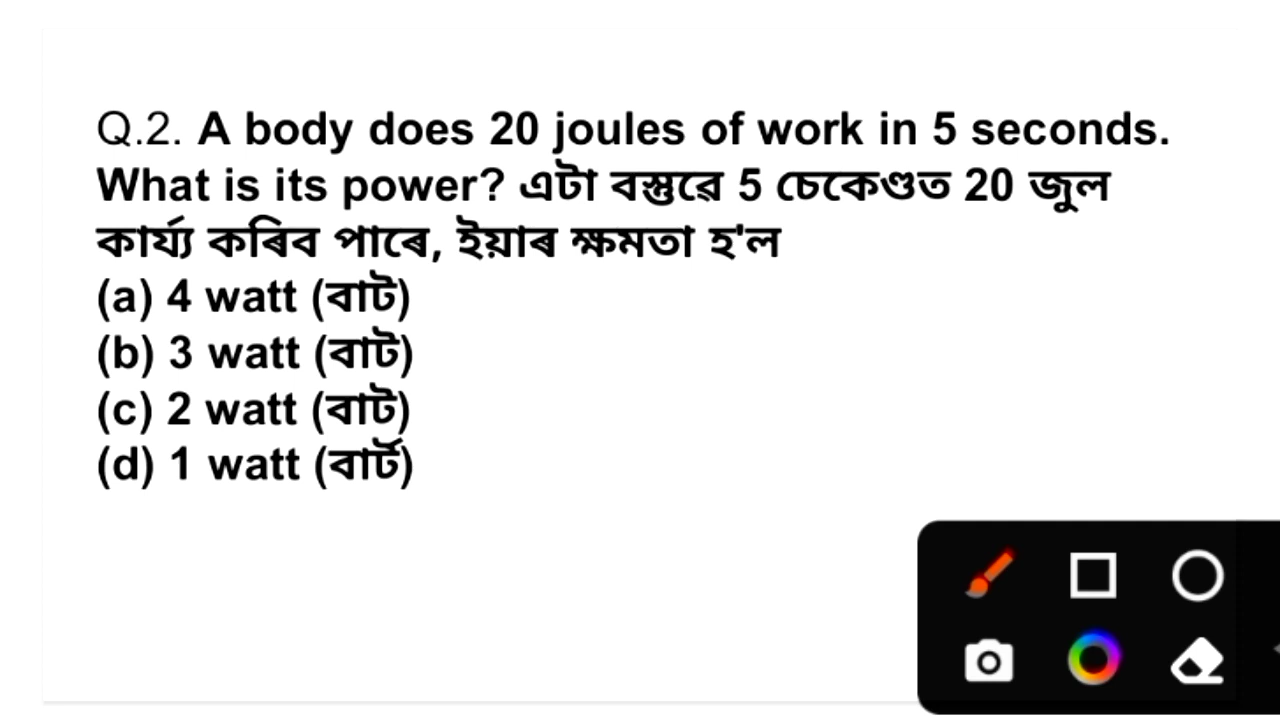 Q.2. A body does 20 joules of work in 5 seconds.
What is its power? এটা বস্তুৱে 5 চেকেণ্ডত 20 জুল
কাৰ্য্য কৰিব পাৰে, ইয়াৰ ক্ষমতা হ'ল
(a) 4 watt (বাট)
(b) 3 watt (বাট)
(c) 2 watt (বাট)
(d) 1 watt (বাৰ্ট)